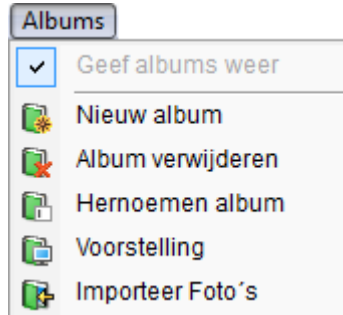 Albums
Geef albums weer
Nieuw album
Album verwijderen
Hernoemen album
Voorstelling
Importeer Foto´s